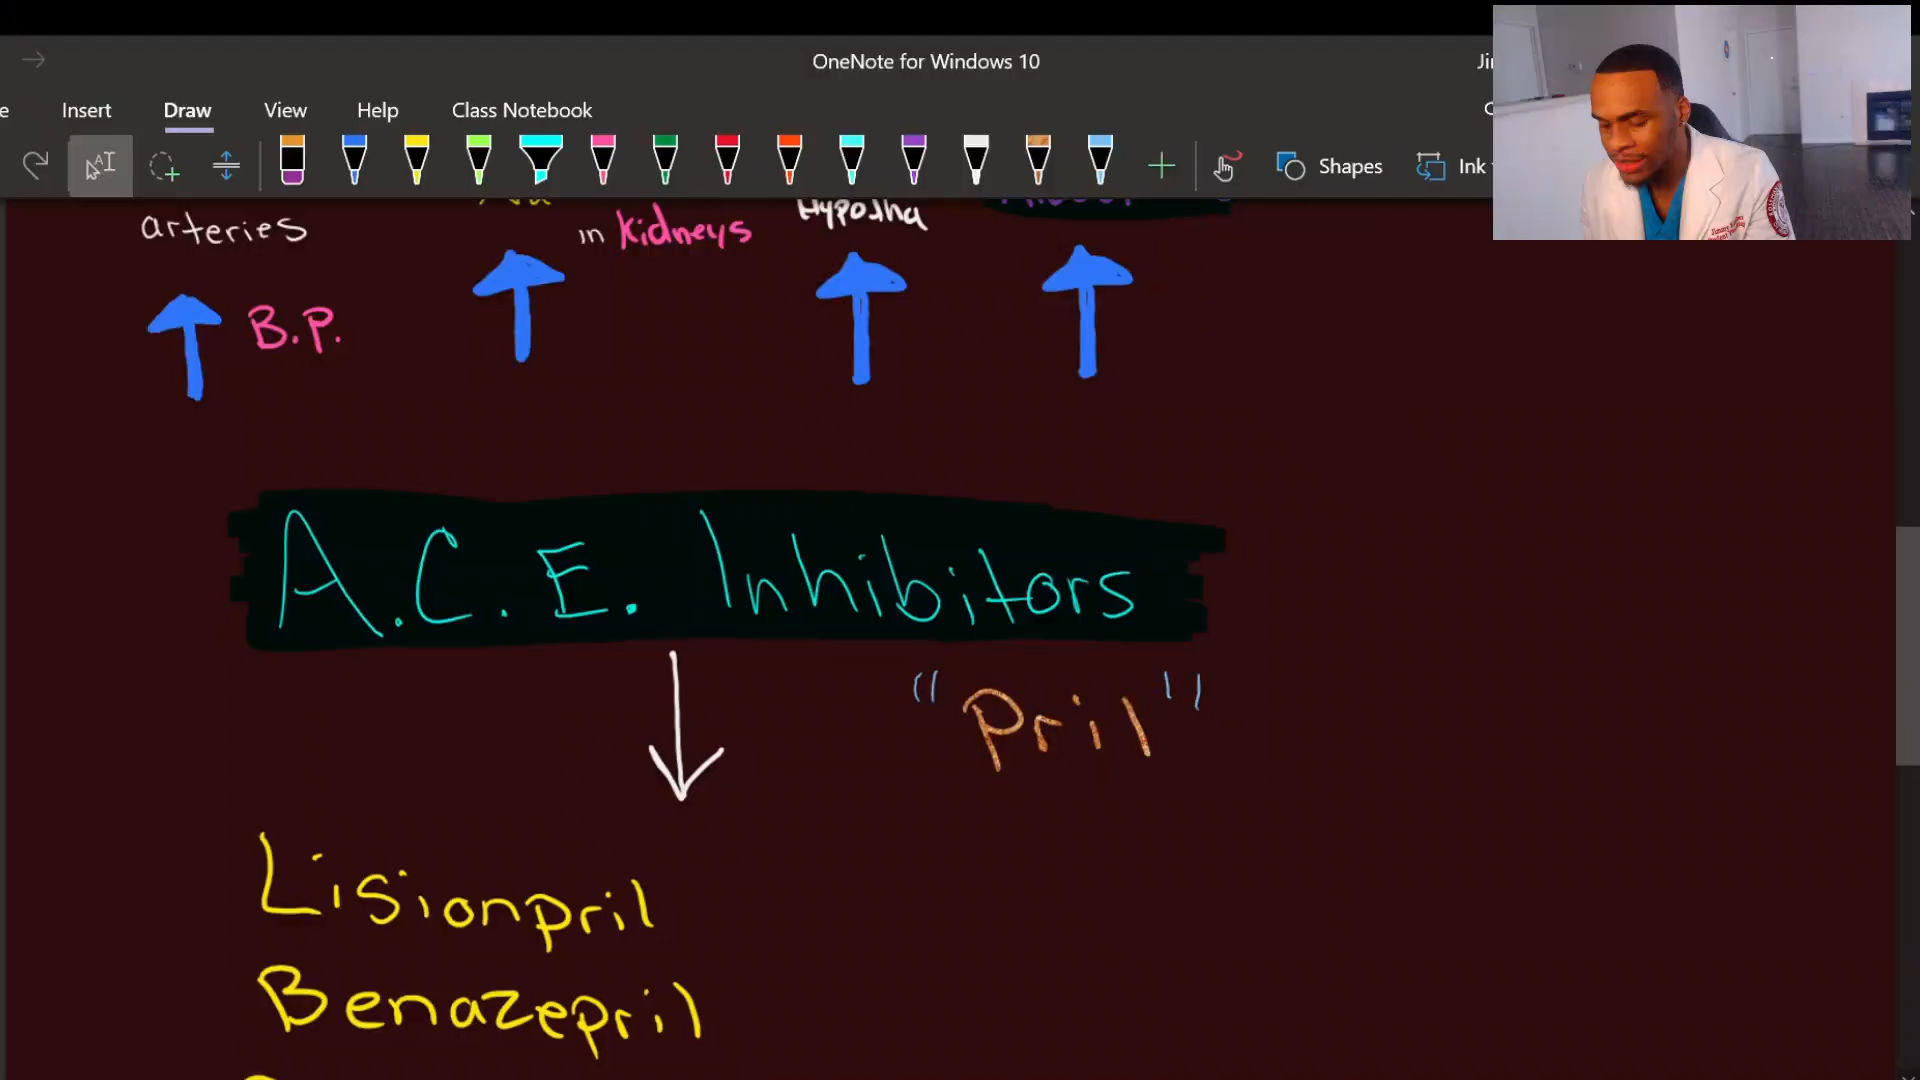 OneNote for Windows 10
Insert Draw View Help Class Notebook
Shapes Ink
arteries in Kidneys Hypotha
B.P.
A.C.E. Inhibitors
"Pril"
Lisionpril
Benazepril